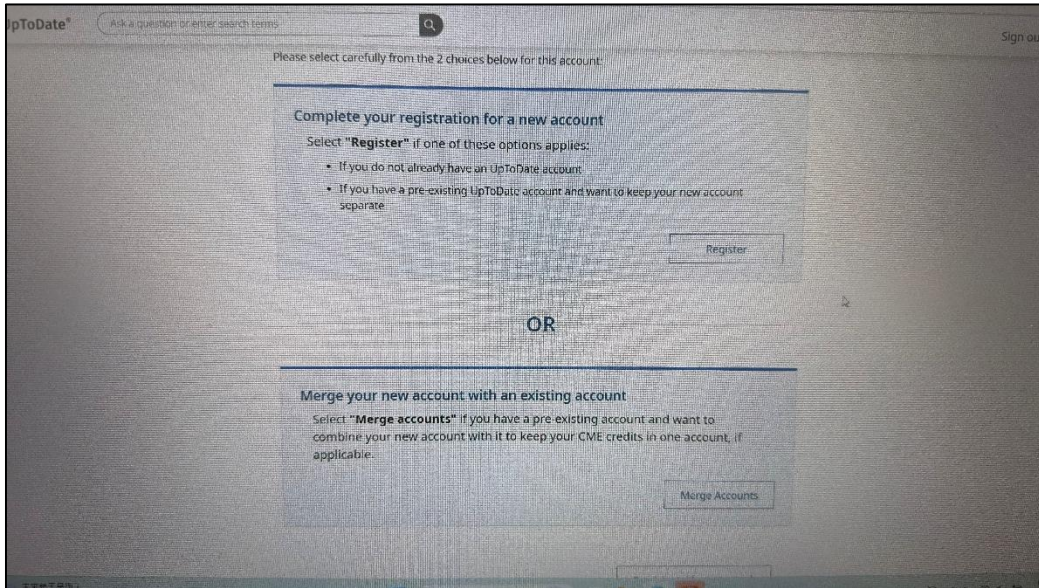 UpToDate®
Ask a question or enter search terms
Sign ou
Please select carefully from the 2 choices below for this account:
Complete your registration for a new account
Select "Register" if one of these options applies:
• If you do not already have an UpToDate account
• If you have a pre-existing UpToDate account and want to keep your new account
separate
Register
OR
Merge your new account with an existing account
Select "Merge accounts" if you have a pre-existing account and want to
combine your new account with it to keep your CME credits in one account, if
applicable.
Merge Accounts